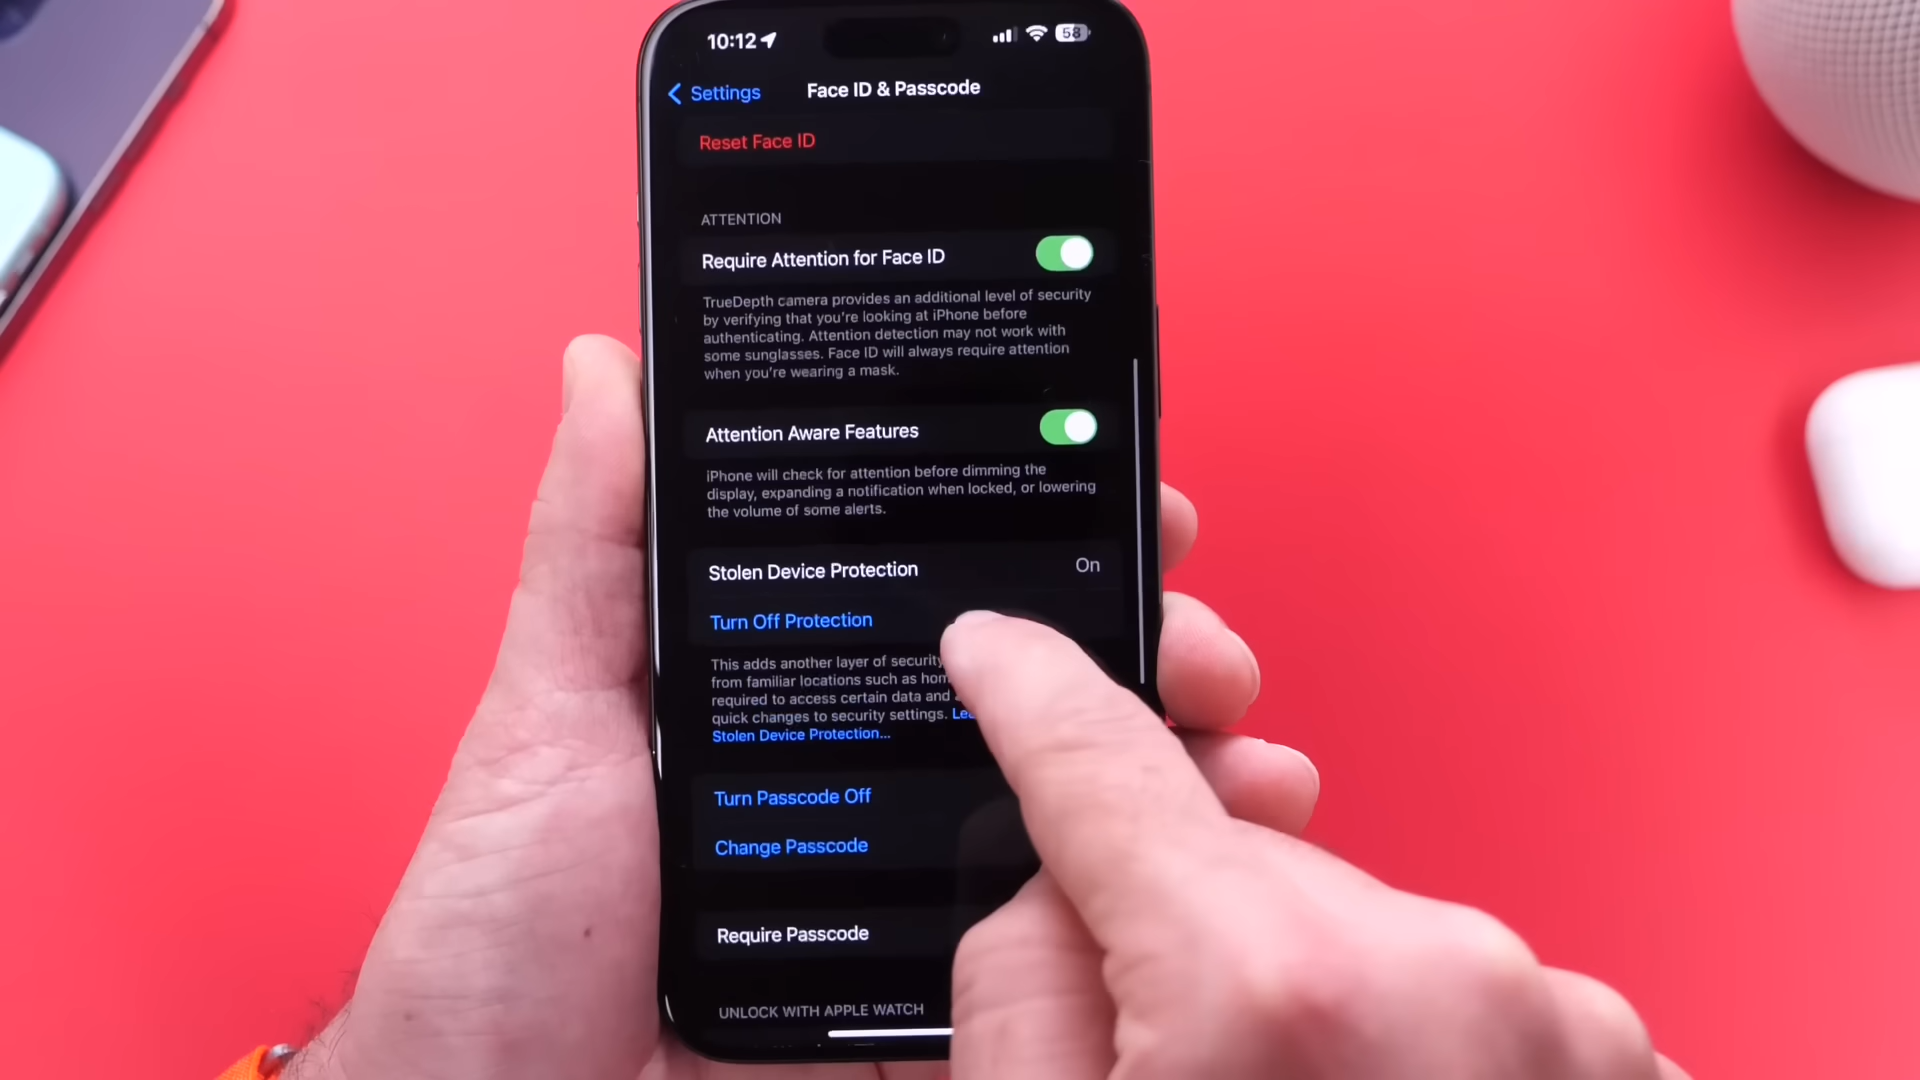 10:12
58
Settings
Face ID & Passcode
Reset Face ID
ATTENTION
Require Attention for Face ID
TrueDepth camera provides an additional level of security
by verifying that you're looking at iPhone before
authenticating. Attention detection may not work with
some sunglasses. Face ID will always require attention
when you're wearing a mask.
Attention Aware Features
iPhone will check for attention before dimming the
display, expanding a notification when locked, or lowering
the volume of some alerts.
Stolen Device Protection
On
Turn Off Protection
This adds another layer of security
from familiar locations such as
required to access certain data and
quick changes to security settings.
Stolen Device Protection...
Turn Passcode Off
Change Passcode
Require Passcode
UNLOCK WITH APPLE WATCH